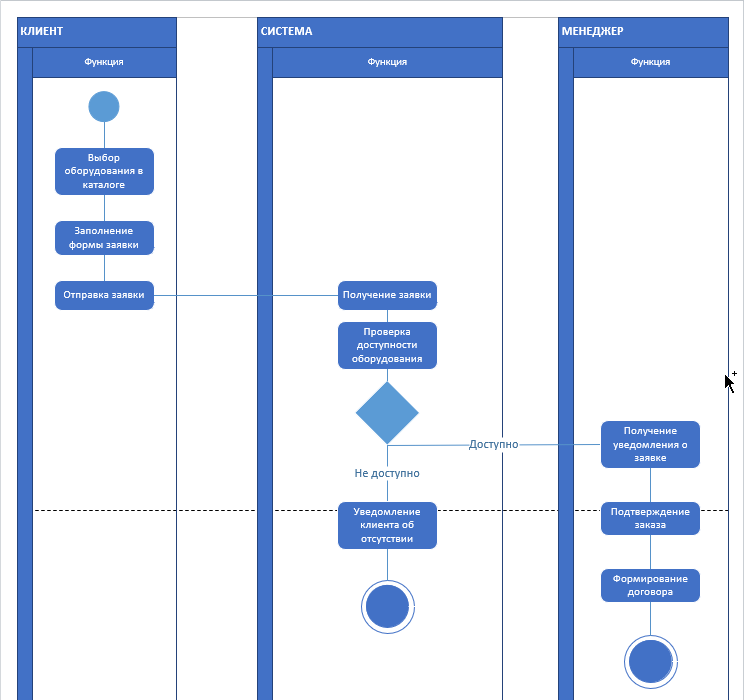 КЛИЕНТ
Функция
Выбор
оборудования в
каталоге
Заполнение
формы заявки
Отправка заявки
СИСТЕМА
Функция
Получение заявки
Проверка
доступности
оборудования
Доступно
Не доступно
Уведомление
клиента об
отсутствии
МЕНЕДЖЕР
Функция
Получение
уведомления о
заявке
Подтверждение
заказа
Формирование
договора